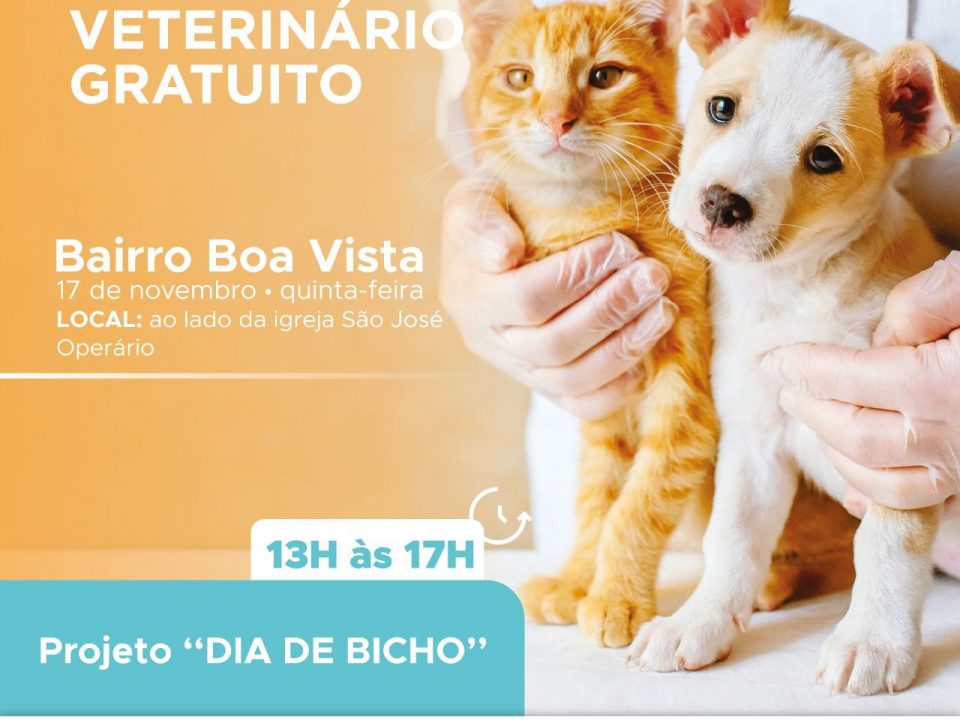 VETERINÁRIO
GRATUITO
Bairro Boa Vista
17 de novembro • quinta-feira
LOCAL: ao lado da igreja São José
Operário
13H às 17H
Projeto “DIA DE BICHO”